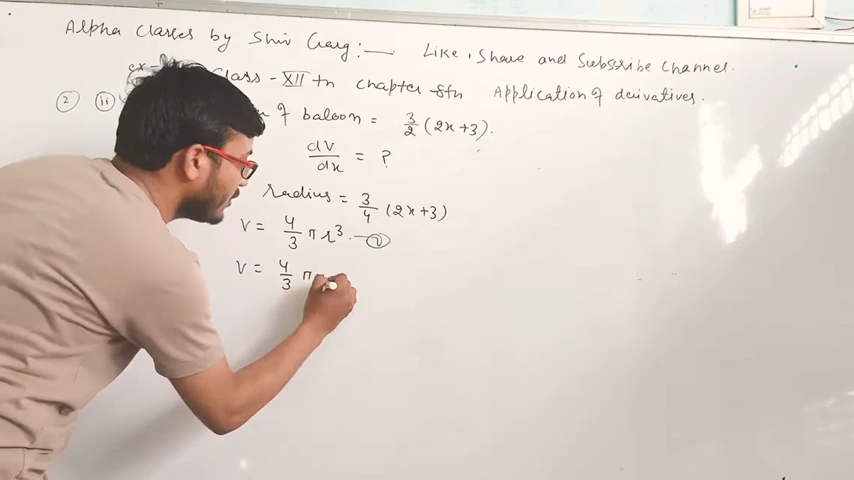 Alpha Classes by Shiv Garg:— Like, Share and Subscribe Channel.
ex- Class - XII th chapter 8th Application of derivatives.
② (ii) of baloon = 3/2 (2x+3).
dv/dx = ?
radius = 3/4 (2x+3)
V = 4/3 π r³. — ①
V = 4/3 π